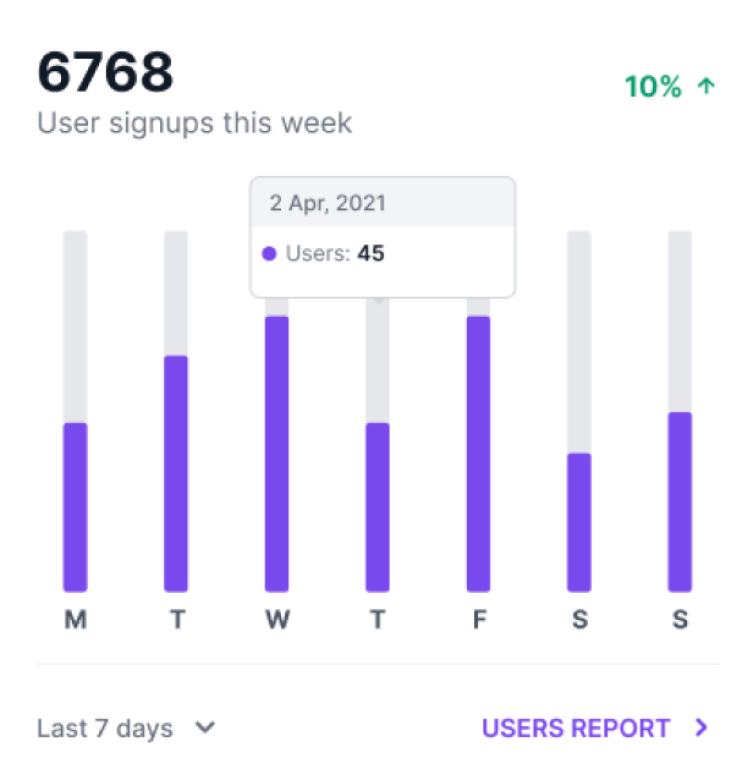 6768
10% ↑
User signups this week
2 Apr, 2021
Users: 45
M T W T F S S
Last 7 days
USERS REPORT